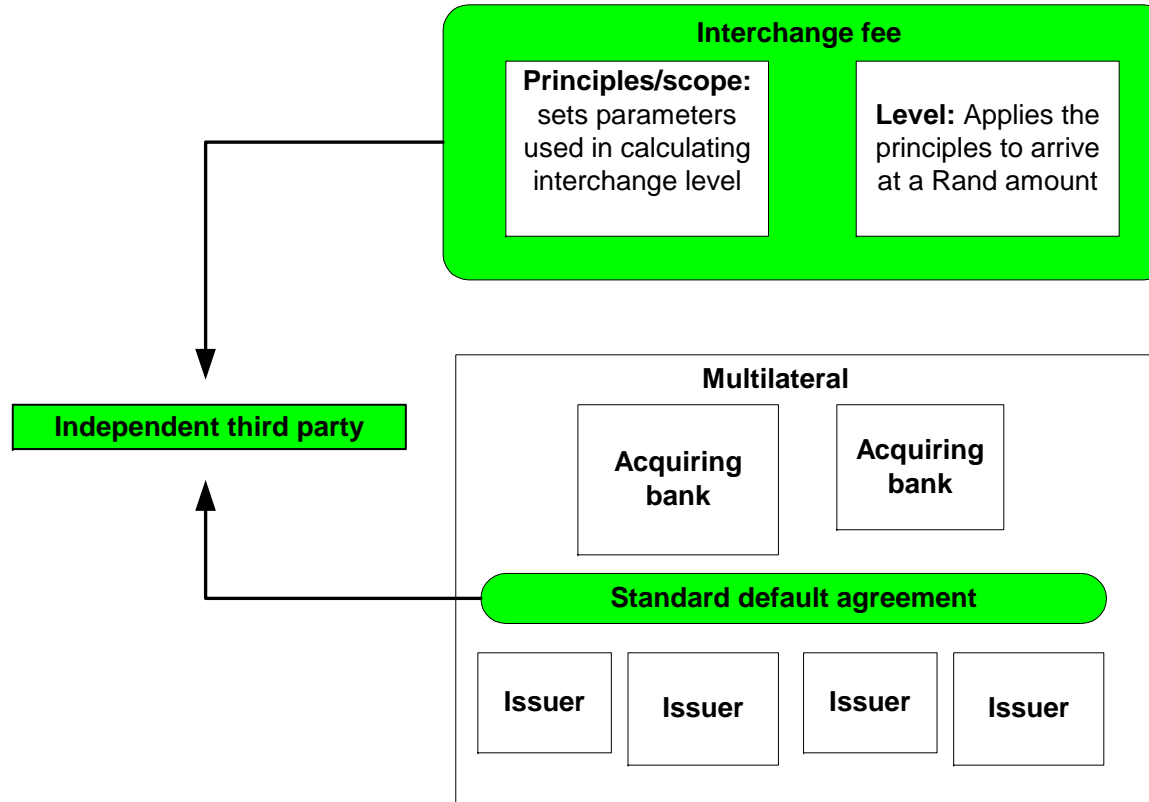 Interchange fee
Principles/scope:
sets parameters
used in calculating
interchange level
Level: Applies the
principles to arrive
at a Rand amount
Independent third party
Multilateral
Acquiring
bank
Acquiring
bank
Standard default agreement
Issuer
Issuer
Issuer
Issuer